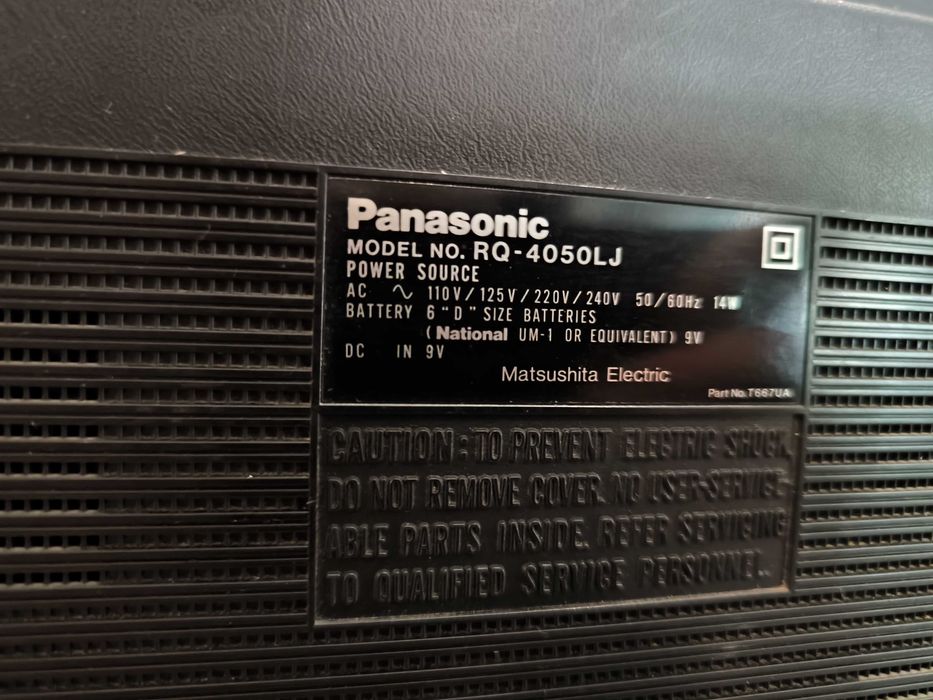 Panasonic
MODEL NO. RQ-4050LJ
POWER SOURCE
AC ∿ 110V/125V/220V/240V 50/60Hz 14W
BATTERY 6 "D" SIZE BATTERIES
(National UM-1 OR EQUIVALENT) 9V
DC IN 9V
Matsushita Electric
Part No. T667UA
CAUTION: TO PREVENT ELECTRIC SHOCK,
DO NOT REMOVE COVER. NO USER-SERVICE-
ABLE PARTS INSIDE. REFER SERVICING
TO QUALIFIED SERVICE PERSONNEL.